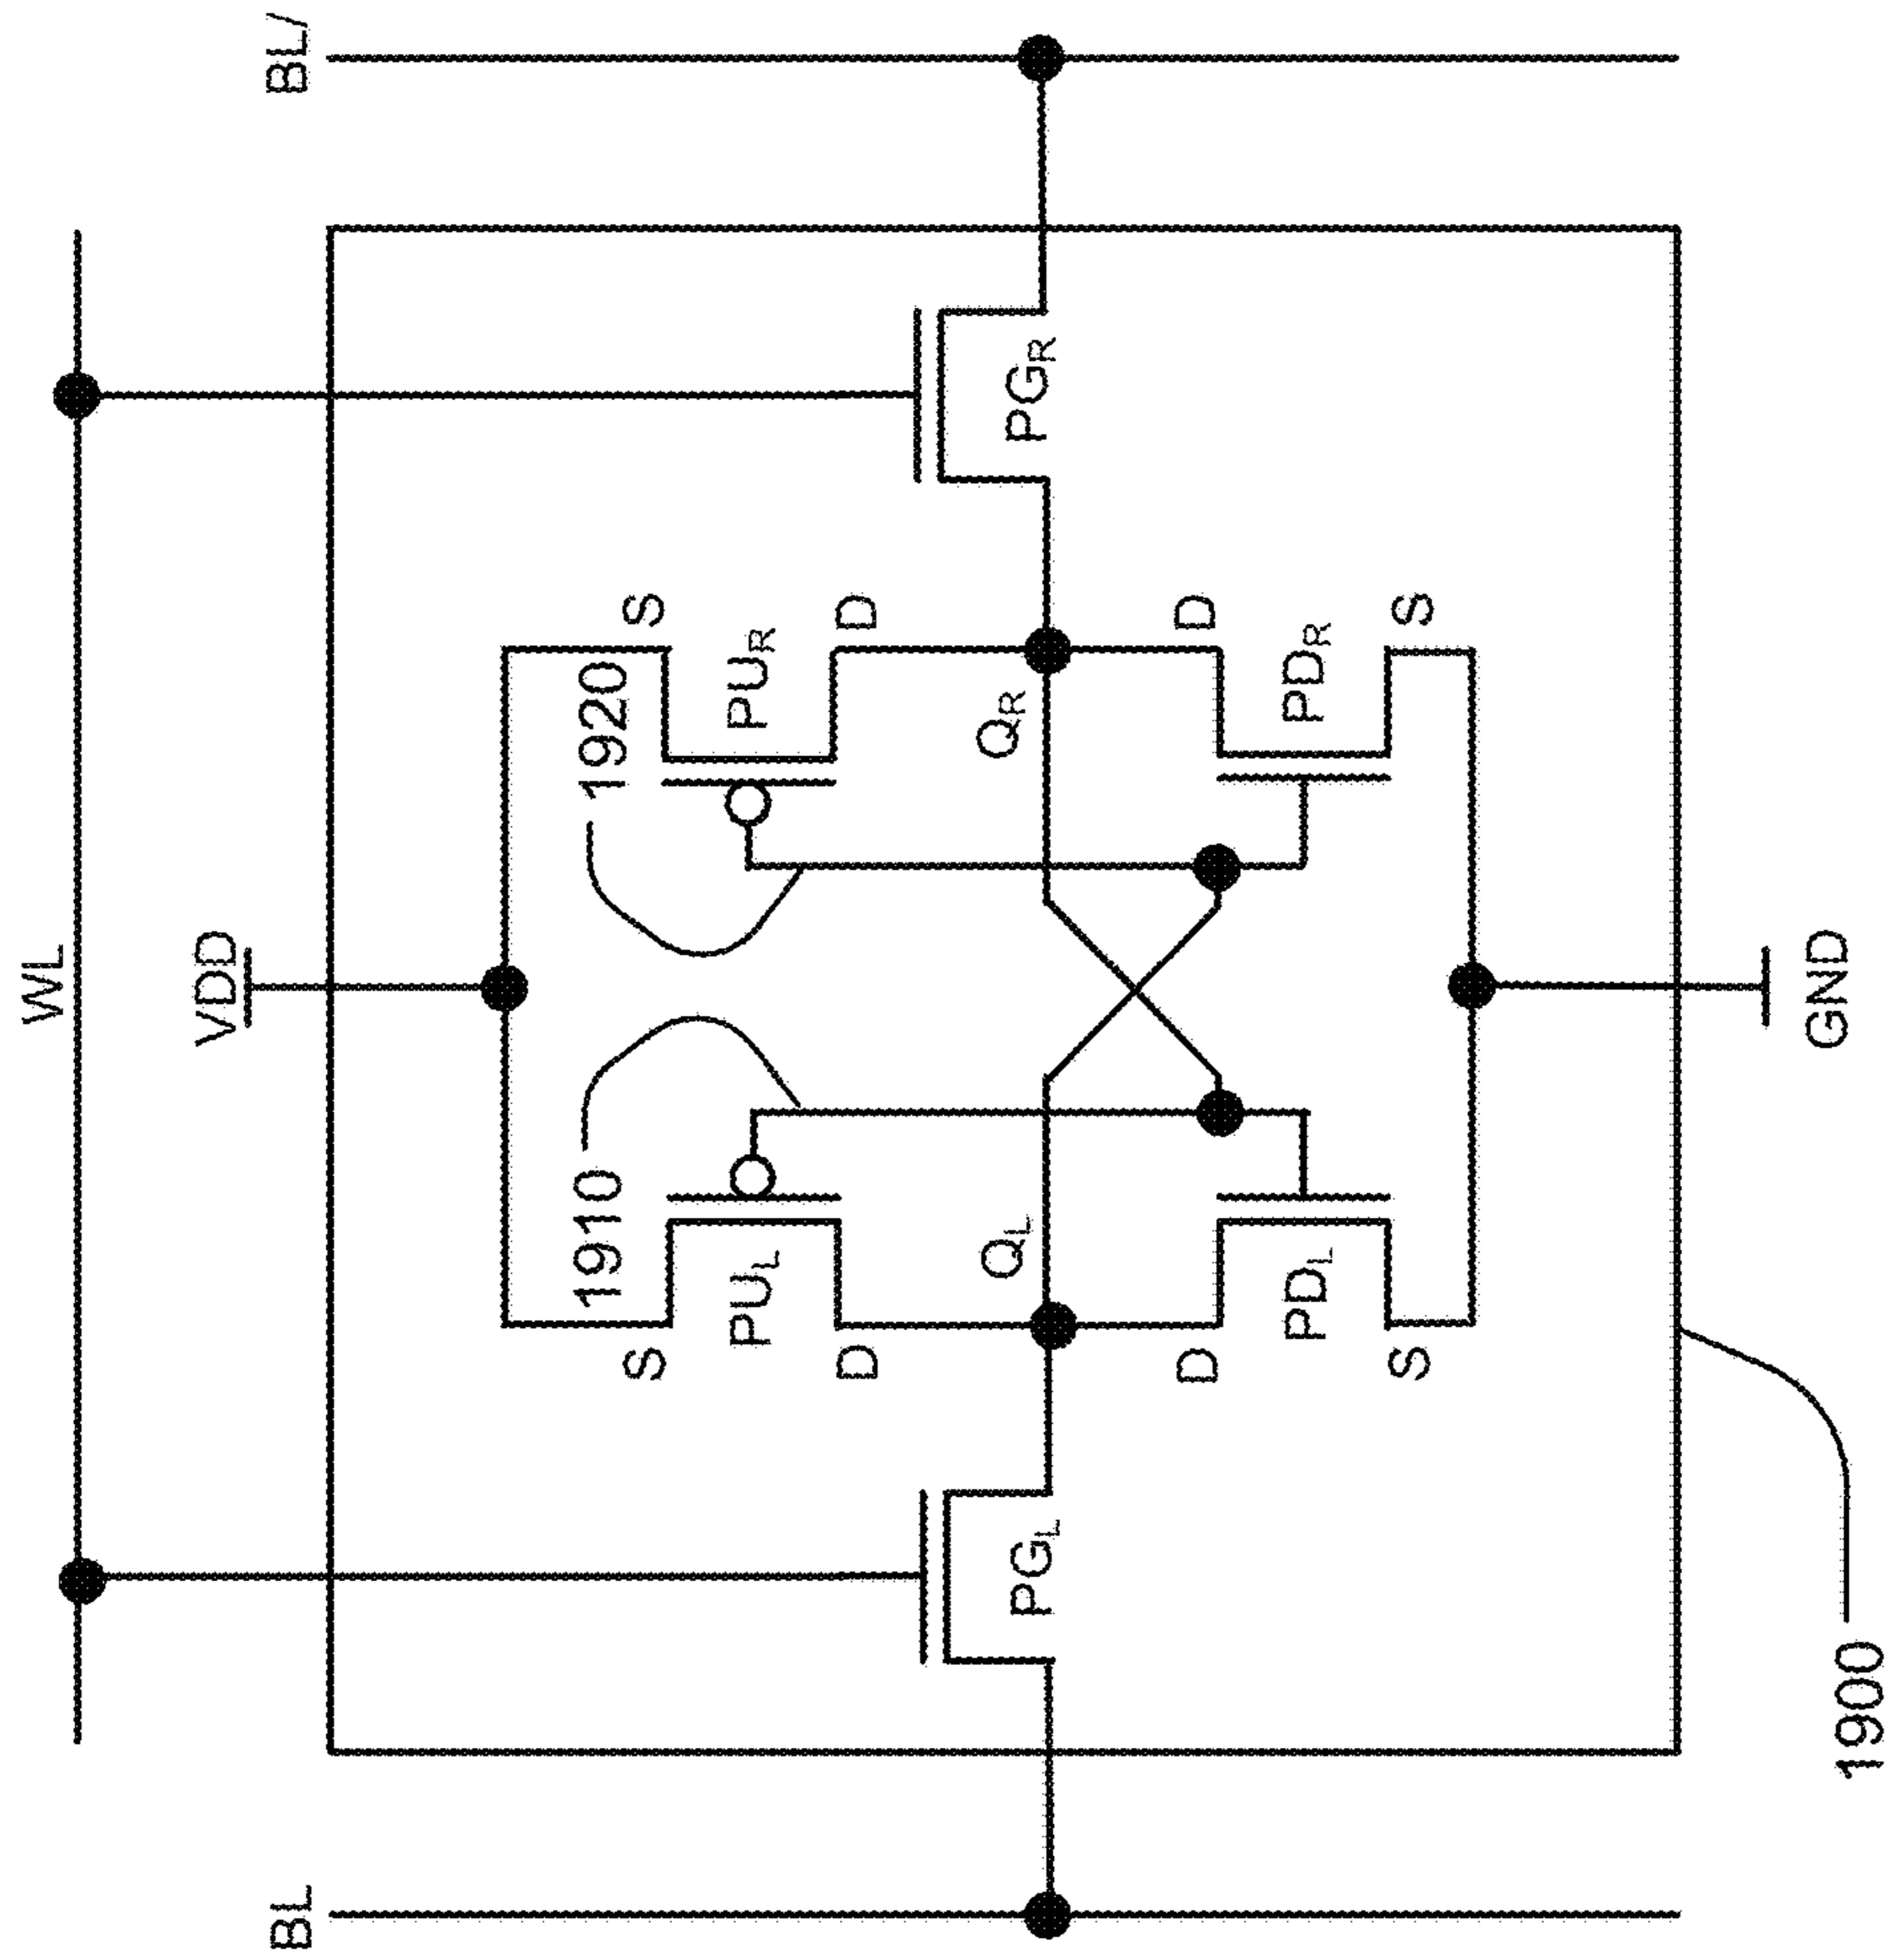 WL
VDD
BL
BL/
1910
1920
S
S
PU_L
PU_R
D
D
Q_L
Q_R
PG_L
PG_R
D
D
PD_L
PD_R
S
S
GND
1900